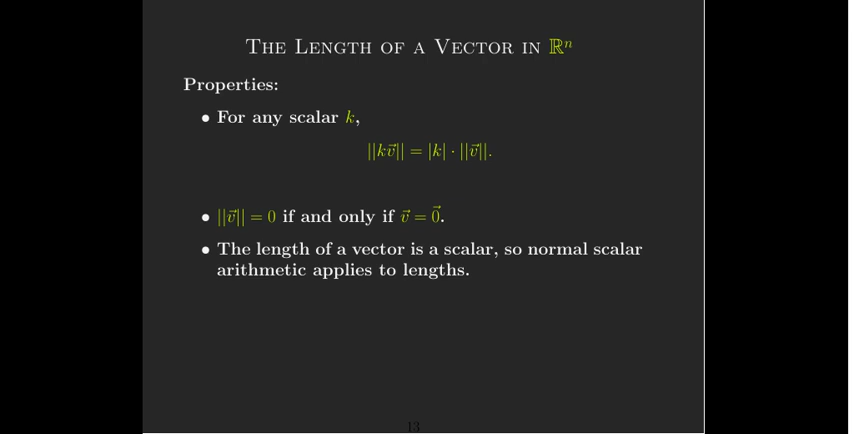 THE LENGTH OF A VECTOR IN ℝⁿ
Properties:
• For any scalar k,
||kv⃗|| = |k| · ||v⃗||.
• ||v⃗|| = 0 if and only if v⃗ = 0⃗.
• The length of a vector is a scalar, so normal scalar
arithmetic applies to lengths.
13